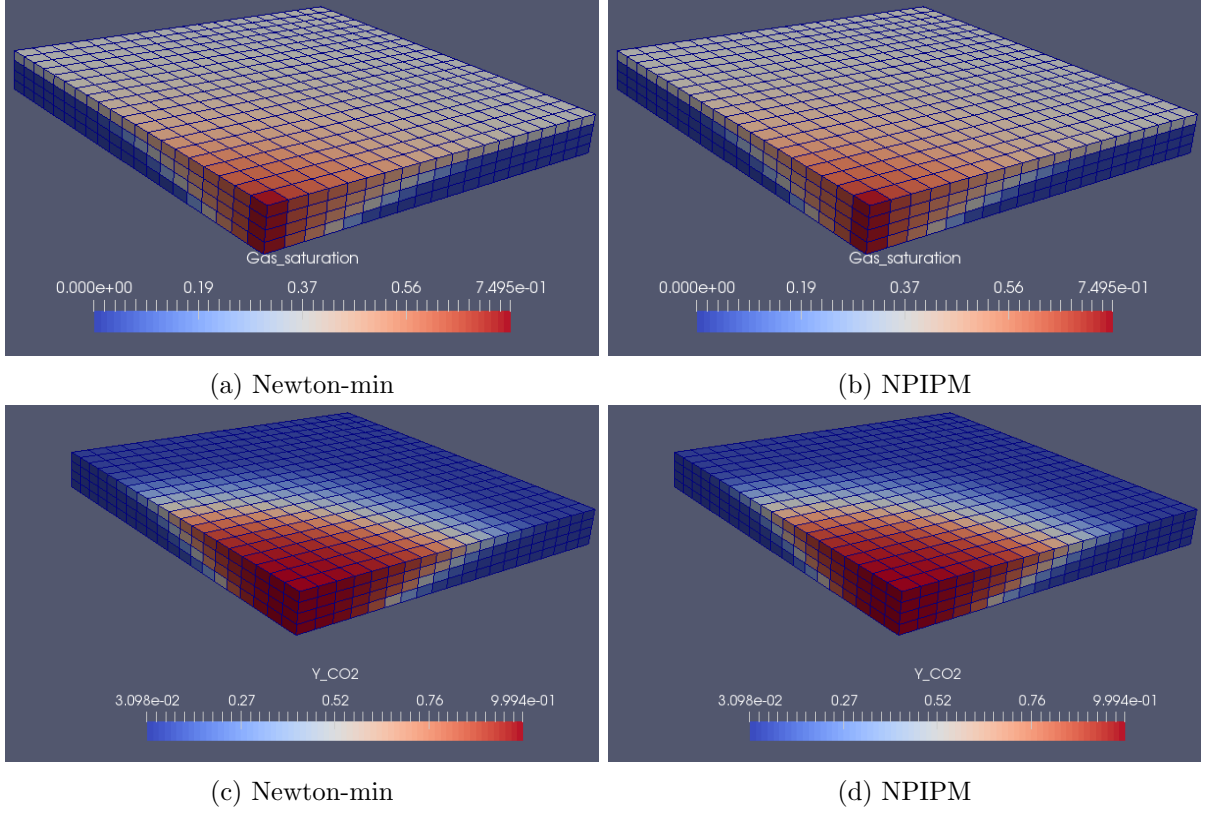 Gas_saturation
0.000e+00 0.19 0.37 0.56 7.495e-01
(a) Newton-min
Gas_saturation
0.000e+00 0.19 0.37 0.56 7.495e-01
(b) NPIPM
Y_CO2
3.098e-02 0.27 0.52 0.76 9.994e-01
(c) Newton-min
Y_CO2
3.098e-02 0.27 0.52 0.76 9.994e-01
(d) NPIPM